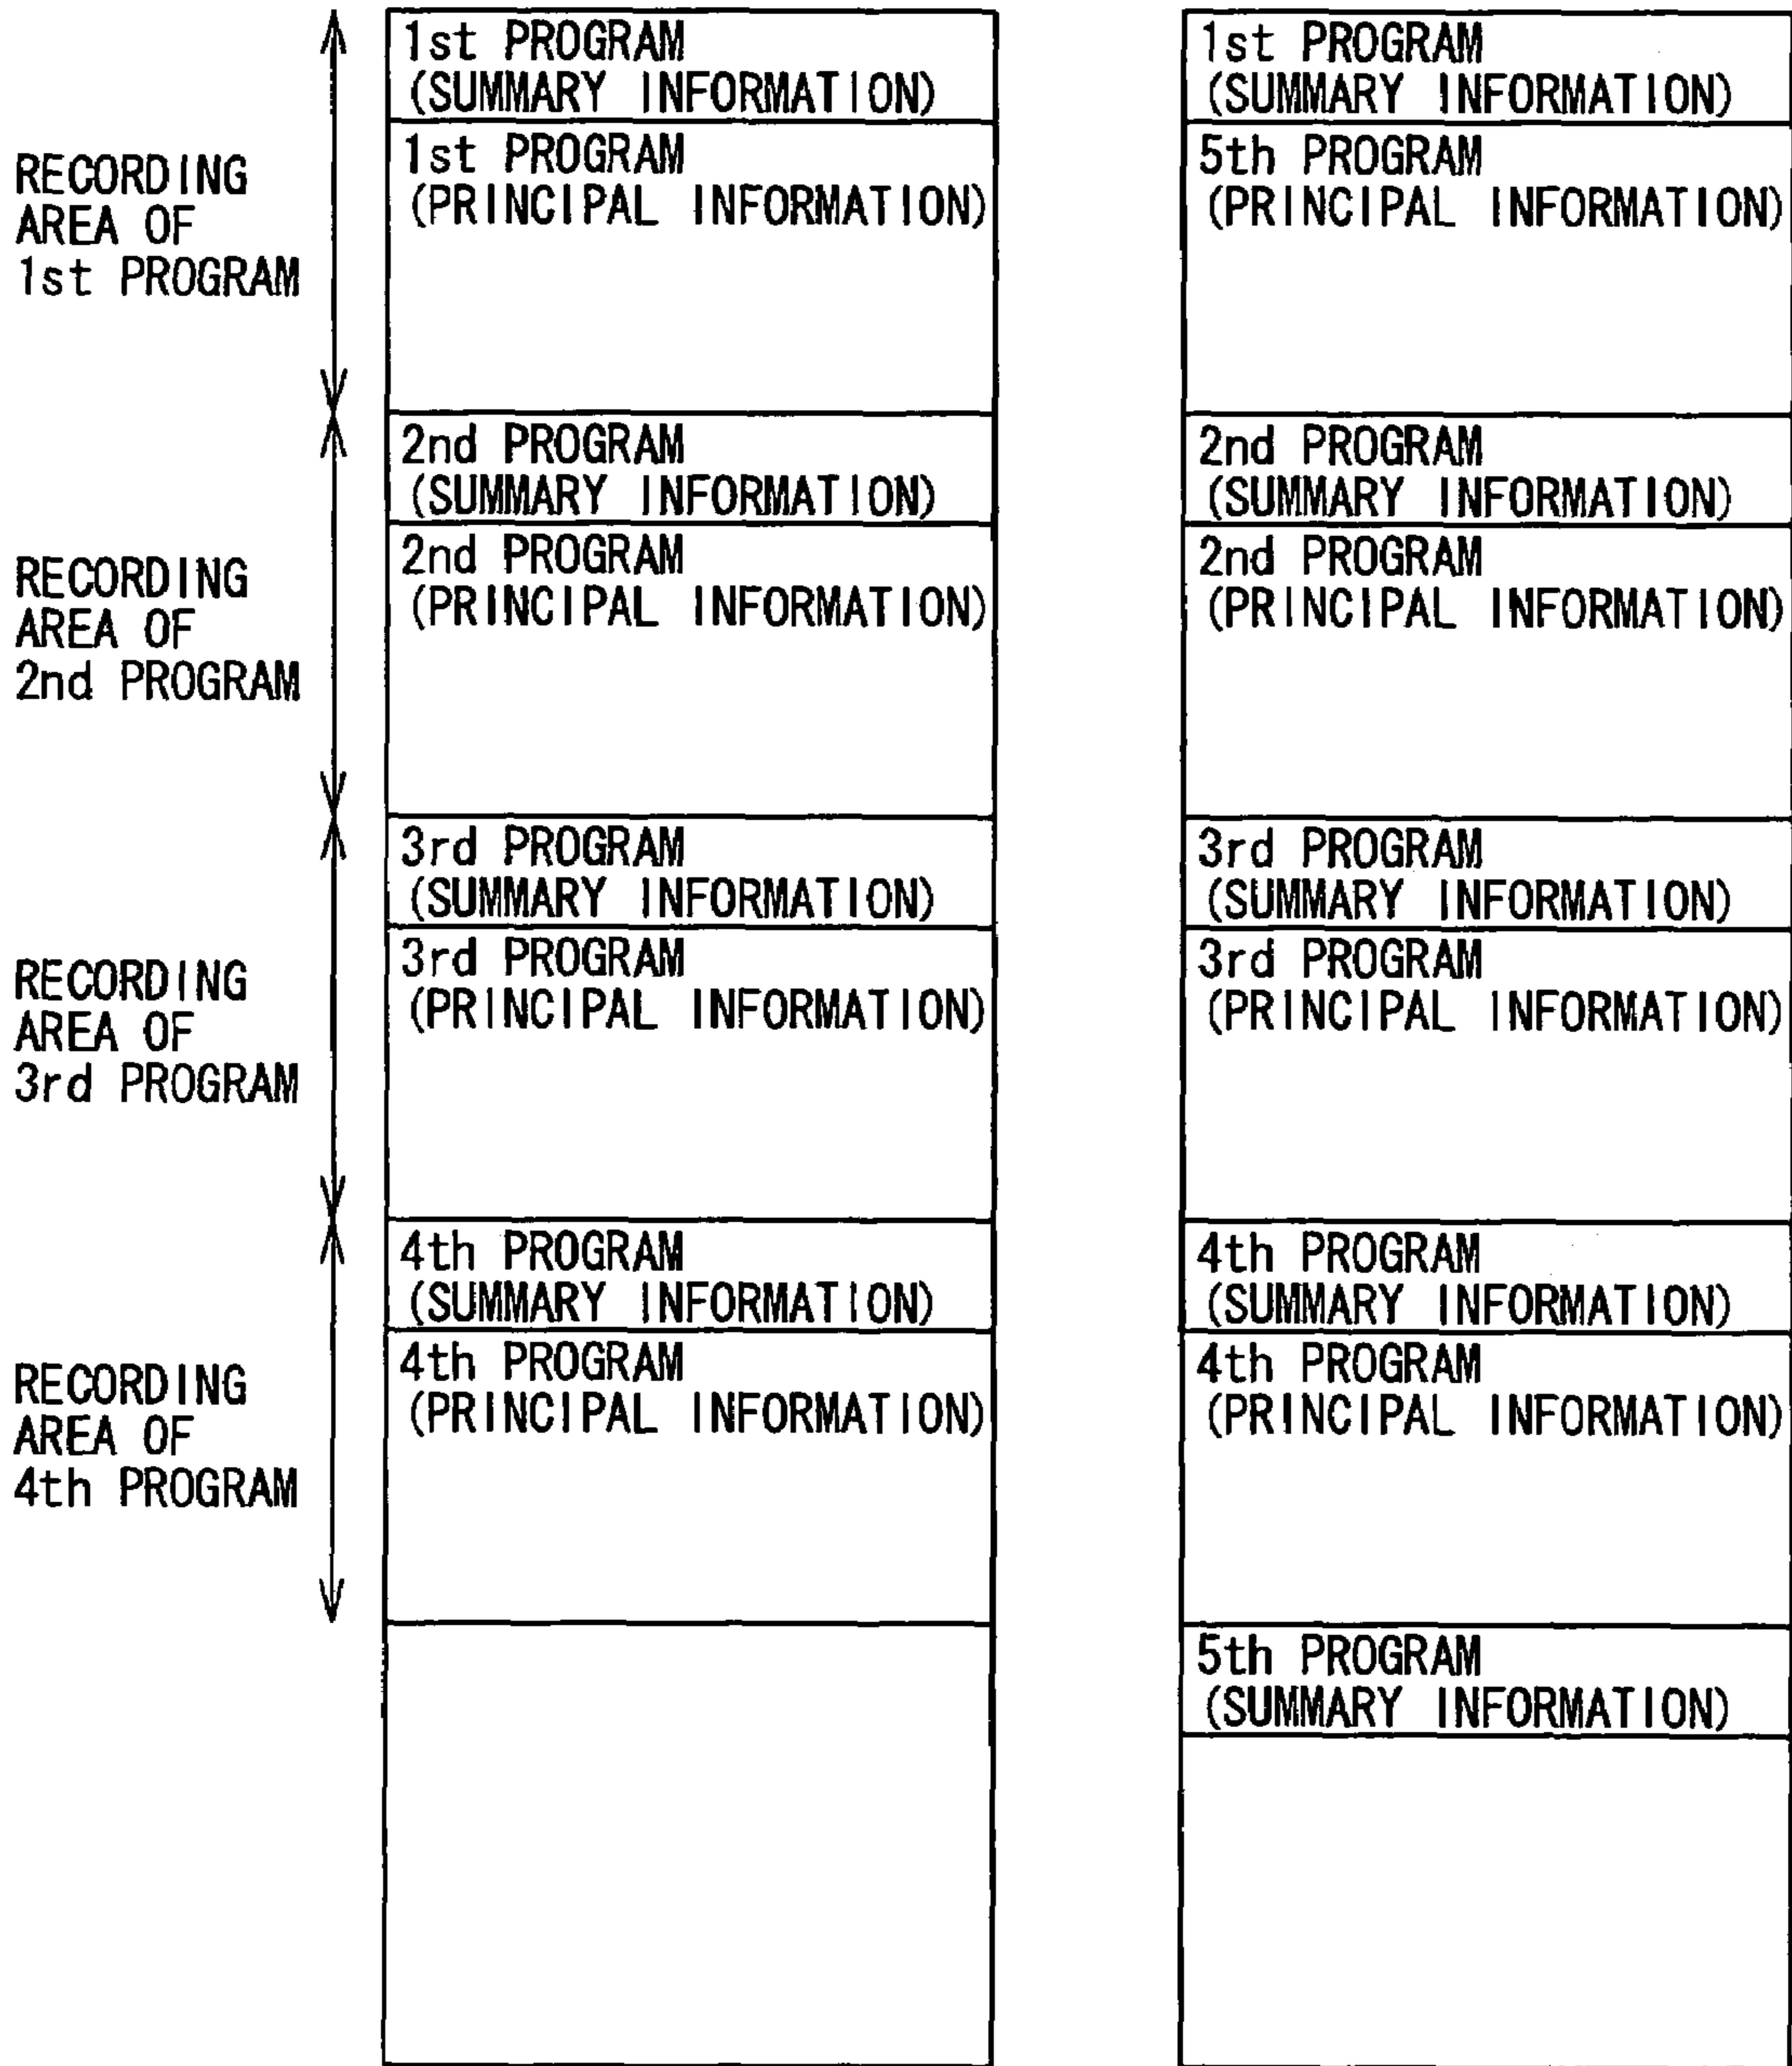 RECORDING
AREA OF
1st PROGRAM
RECORDING
AREA OF
2nd PROGRAM
RECORDING
AREA OF
3rd PROGRAM
RECORDING
AREA OF
4th PROGRAM
1st PROGRAM
(SUMMARY INFORMATION)
1st PROGRAM
(PRINCIPAL INFORMATION)
2nd PROGRAM
(SUMMARY INFORMATION)
2nd PROGRAM
(PRINCIPAL INFORMATION)
3rd PROGRAM
(SUMMARY INFORMATION)
3rd PROGRAM
(PRINCIPAL INFORMATION)
4th PROGRAM
(SUMMARY INFORMATION)
4th PROGRAM
(PRINCIPAL INFORMATION)
1st PROGRAM
(SUMMARY INFORMATION)
5th PROGRAM
(PRINCIPAL INFORMATION)
2nd PROGRAM
(SUMMARY INFORMATION)
2nd PROGRAM
(PRINCIPAL INFORMATION)
3rd PROGRAM
(SUMMARY INFORMATION)
3rd PROGRAM
(PRINCIPAL INFORMATION)
4th PROGRAM
(SUMMARY INFORMATION)
4th PROGRAM
(PRINCIPAL INFORMATION)
5th PROGRAM
(SUMMARY INFORMATION)